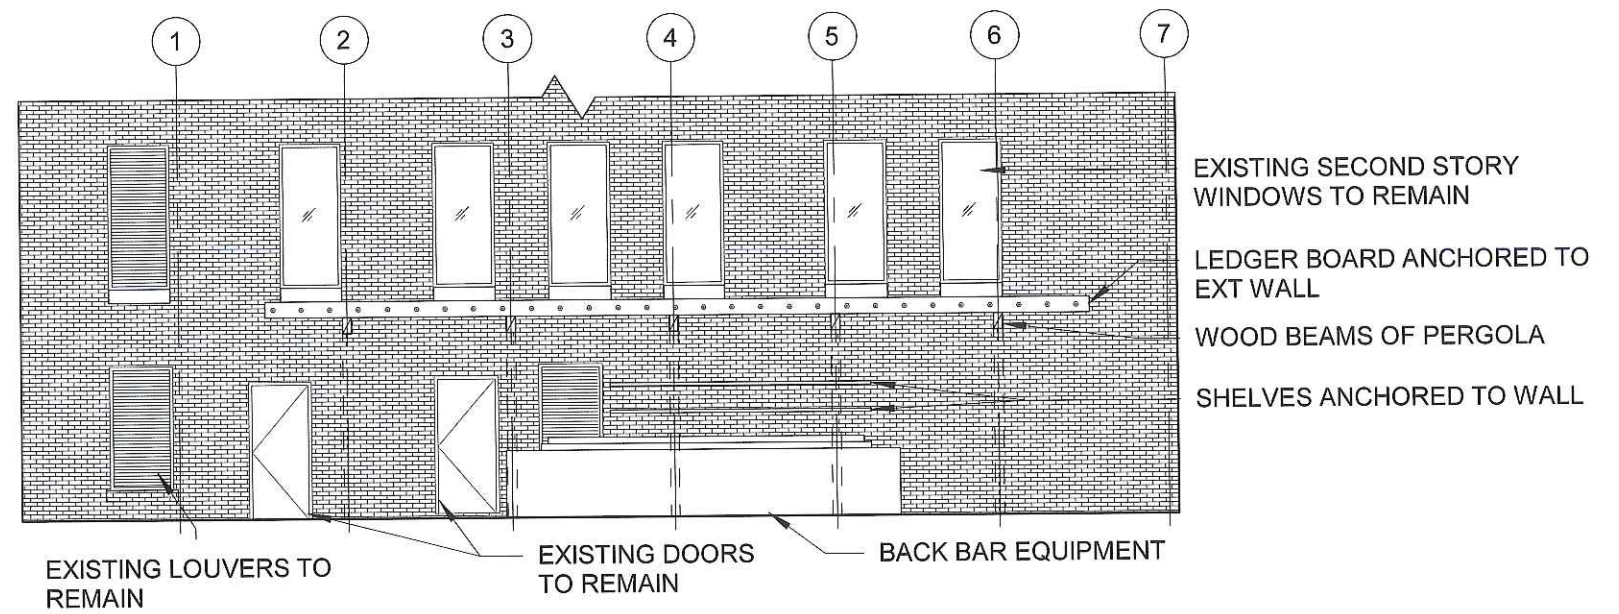 1 2 3 4 5 6 7
EXISTING SECOND STORY
WINDOWS TO REMAIN
LEDGER BOARD ANCHORED TO
EXT WALL
WOOD BEAMS OF PERGOLA
SHELVES ANCHORED TO WALL
EXISTING LOUVERS TO
REMAIN
EXISTING DOORS
TO REMAIN
BACK BAR EQUIPMENT